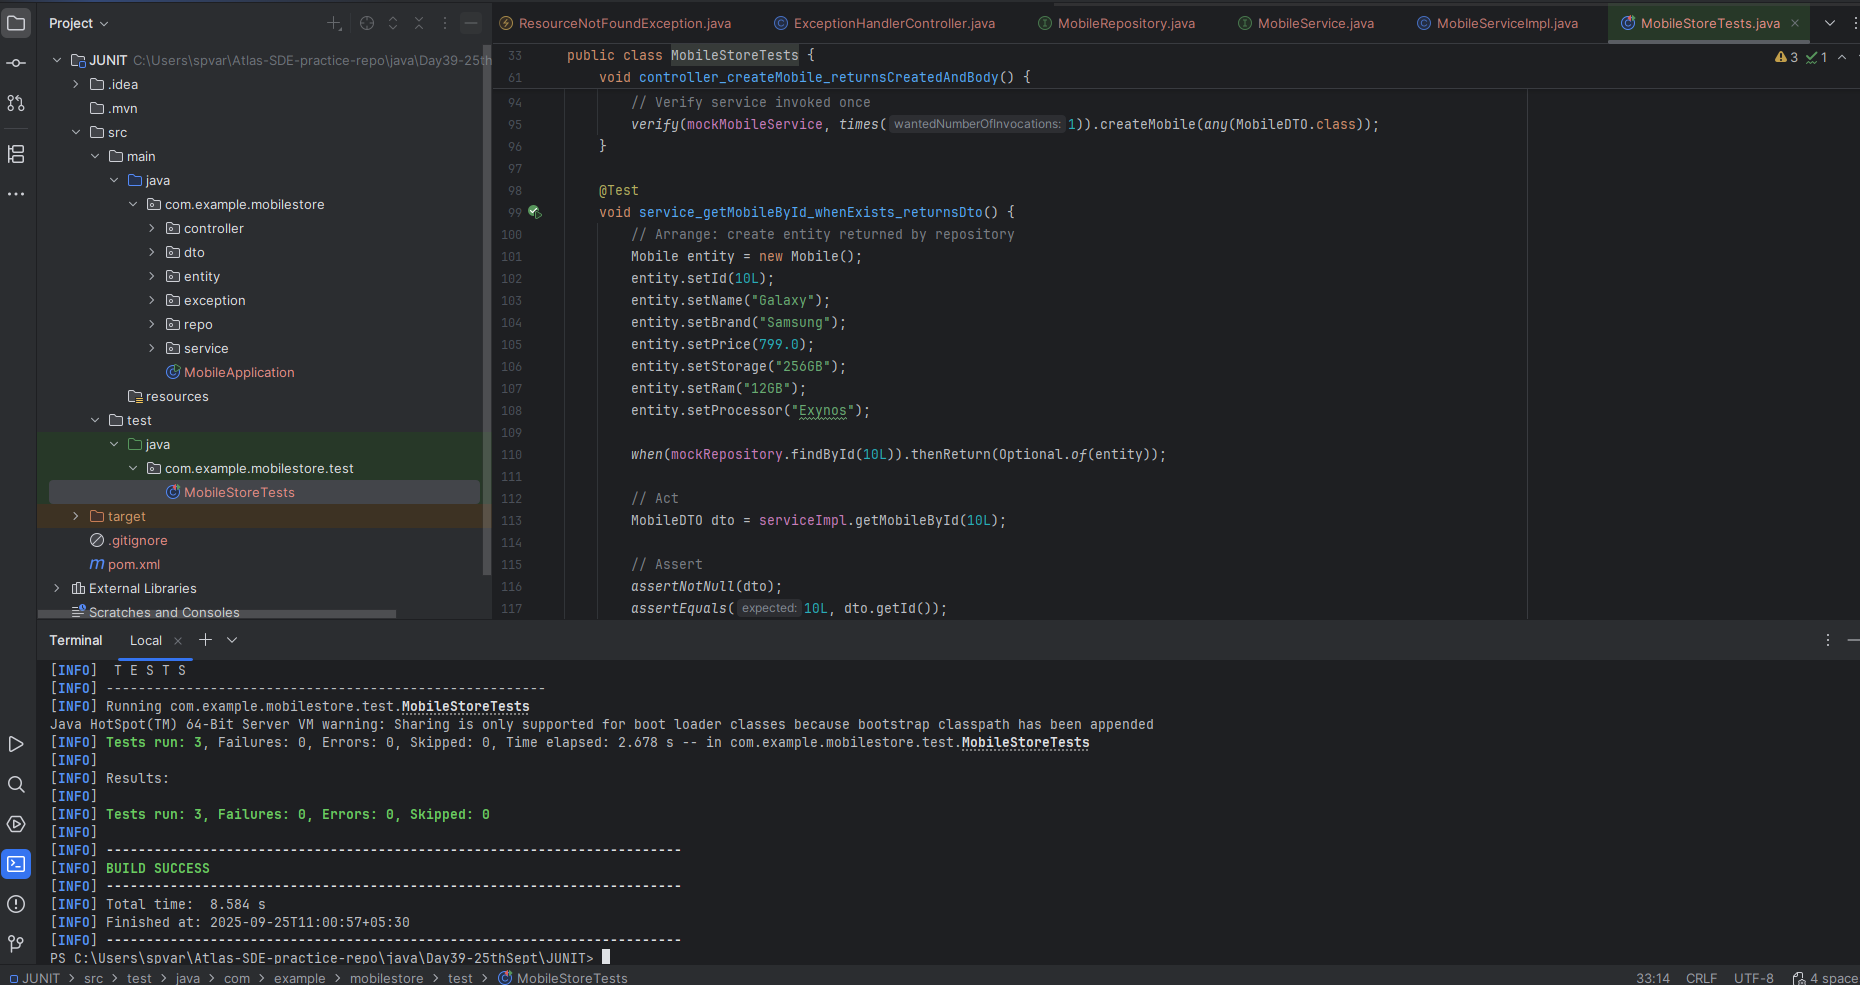 Project
ResourceNotFoundException.java
ExceptionHandlerController.java
MobileRepository.java
MobileService.java
MobileServiceImpl.java
MobileStoreTests.java
JUNIT C:\Users\spvar\Atlas-SDE-practice-repo\java\Day39-25th
.idea
.mvn
src
main
java
com.example.mobilestore
controller
dto
entity
exception
repo
service
MobileApplication
resources
test
java
com.example.mobilestore.test
MobileStoreTests
target
.gitignore
pom.xml
External Libraries
Scratches and Consoles
3 1
33 public class MobileStoreTests {
61 void controller_createMobile_returnsCreatedAndBody() {
94 // Verify service invoked once
95 verify(mockMobileService, times( wantedNumberOfInvocations: 1)).createMobile(any(MobileDTO.class));
96 }
97
98 @Test
99 void service_getMobileById_whenExists_returnsDto() {
100 // Arrange: create entity returned by repository
101 Mobile entity = new Mobile();
102 entity.setId(10L);
103 entity.setName("Galaxy");
104 entity.setBrand("Samsung");
105 entity.setPrice(799.0);
106 entity.setStorage("256GB");
107 entity.setRam("12GB");
108 entity.setProcessor("Exynos");
109
110 when(mockRepository.findById(10L)).thenReturn(Optional.of(entity));
111
112 // Act
113 MobileDTO dto = serviceImpl.getMobileById(10L);
114
115 // Assert
116 assertNotNull(dto);
117 assertEquals( expected: 10L, dto.getId());
Terminal Local
[INFO] T E S T S
[INFO] -------------------------------------------------------
[INFO] Running com.example.mobilestore.test.MobileStoreTests
Java HotSpot(TM) 64-Bit Server VM warning: Sharing is only supported for boot loader classes because bootstrap classpath has been appended
[INFO] Tests run: 3, Failures: 0, Errors: 0, Skipped: 0, Time elapsed: 2.678 s -- in com.example.mobilestore.test.MobileStoreTests
[INFO]
[INFO] Results:
[INFO]
[INFO] Tests run: 3, Failures: 0, Errors: 0, Skipped: 0
[INFO]
[INFO] ------------------------------------------------------------------------
[INFO] BUILD SUCCESS
[INFO] ------------------------------------------------------------------------
[INFO] Total time:  8.584 s
[INFO] Finished at: 2025-09-25T11:00:57+05:30
[INFO] ------------------------------------------------------------------------
PS C:\Users\spvar\Atlas-SDE-practice-repo\java\Day39-25thSept\JUNIT>
JUNIT > src > test > java > com > example > mobilestore > test > MobileStoreTests
33:14 CRLF UTF-8 4 space